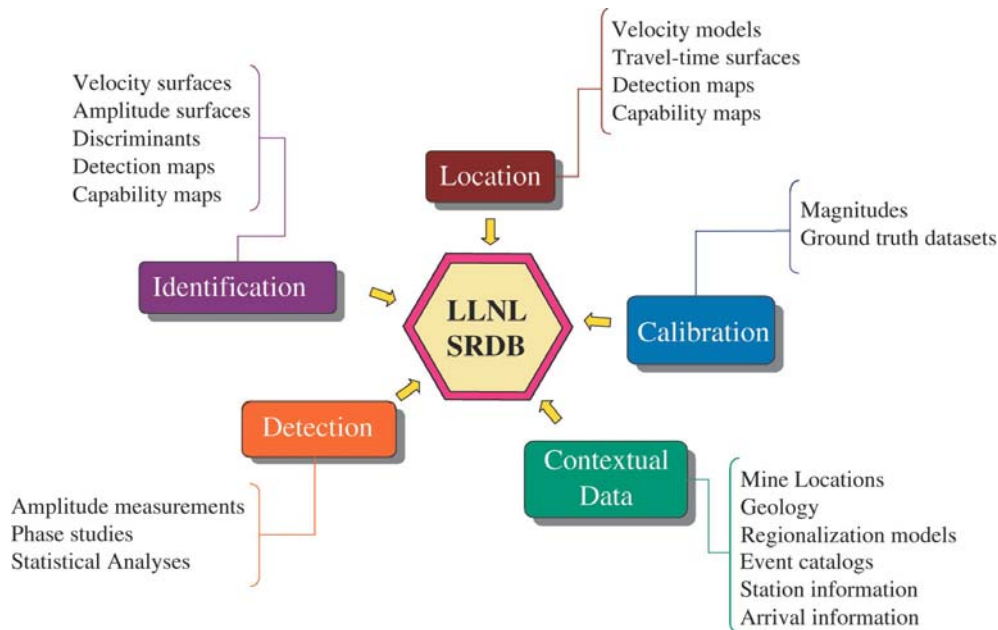 Velocity models
Travel-time surfaces
Detection maps
Capability maps
Location
Velocity surfaces
Amplitude surfaces
Discriminants
Detection maps
Capability maps
Identification
Magnitudes
Ground truth datasets
Calibration
LLNL
SRDB
Detection
Amplitude measurements
Phase studies
Statistical Analyses
Contextual
Data
Mine Locations
Geology
Regionalization models
Event catalogs
Station information
Arrival information